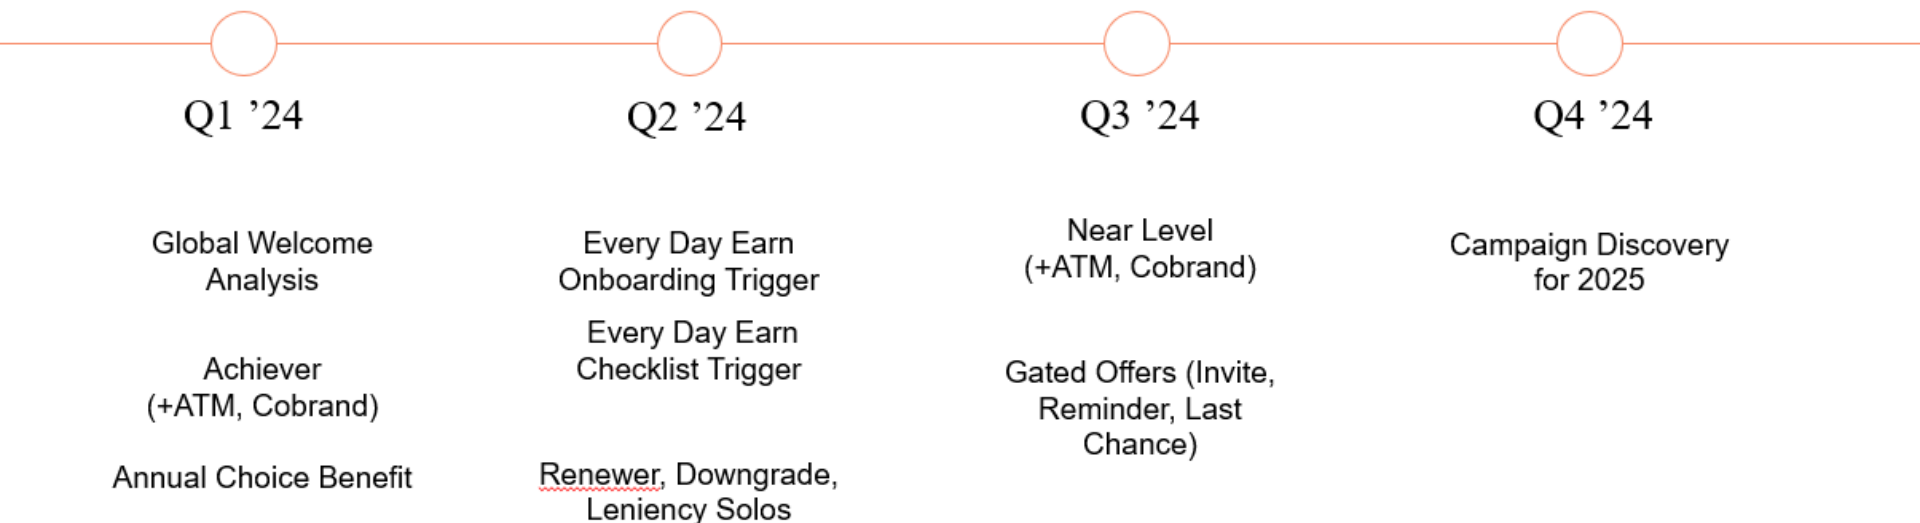 Q1 ’24
Q2 ’24
Q3 ’24
Q4 ’24
Global Welcome
Analysis
Achiever
(+ATM, Cobrand)
Annual Choice Benefit
Every Day Earn
Onboarding Trigger
Every Day Earn
Checklist Trigger
Renewer, Downgrade,
Leniency Solos
Near Level
(+ATM, Cobrand)
Gated Offers (Invite,
Reminder, Last
Chance)
Campaign Discovery
for 2025